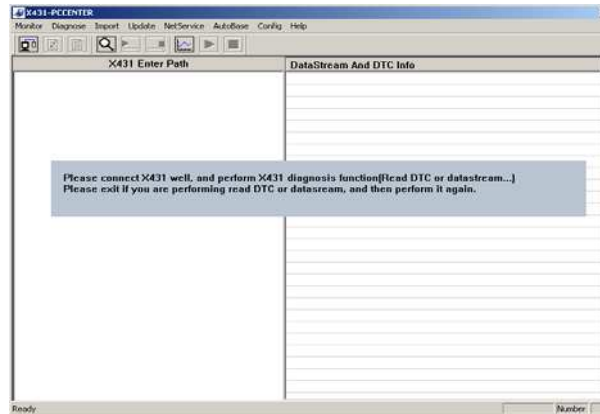 X431-PCCENTER
Monitor Diagnose Import Update NetService AutoBase Config Help
X431 Enter Path
DataStream And DTC Info
Please connect X431 well, and perform X431 diagnosis function(Read DTC or datastream...)
Please exit if you are performing read DTC or datasream, and then perform it again.
Ready
Number